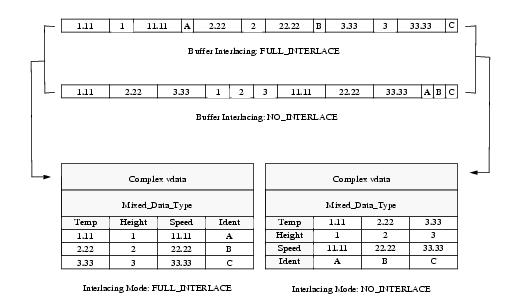 1.11 1 11.11 A 2.22 2 22.22 B 3.33 3 33.33 C
Buffer Interlacing: FULL_INTERLACE
1.11 2.22 3.33 1 2 3 11.11 22.22 33.33 A B C
Buffer Interlacing: NO_INTERLACE
Complex vdata
Mixed_Data_Type
Temp Height Speed Ident
1.11 1 11.11 A
2.22 2 22.22 B
3.33 3 33.33 C
Interlacing Mode: FULL_INTERLACE
Complex vdata
Mixed_Data_Type
Temp 1.11 2.22 3.33
Height 1 2 3
Speed 11.11 22.22 33.33
Ident A B C
Interlacing Mode: NO_INTERLACE